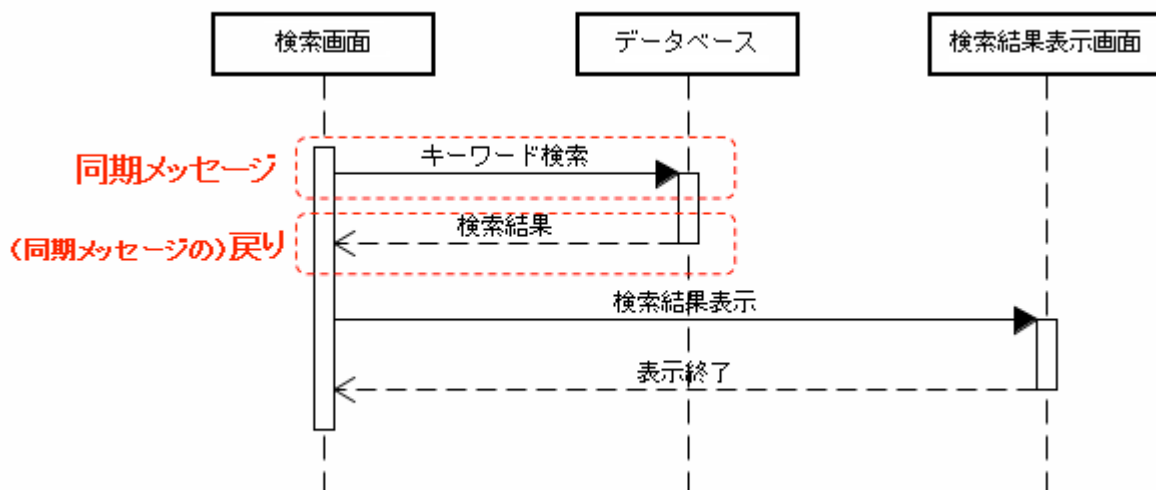 検索画面
データベース
検索結果表示画面
同期メッセージ
キーワード検索
(同期メッセージの)戻り
検索結果
検索結果表示
表示終了